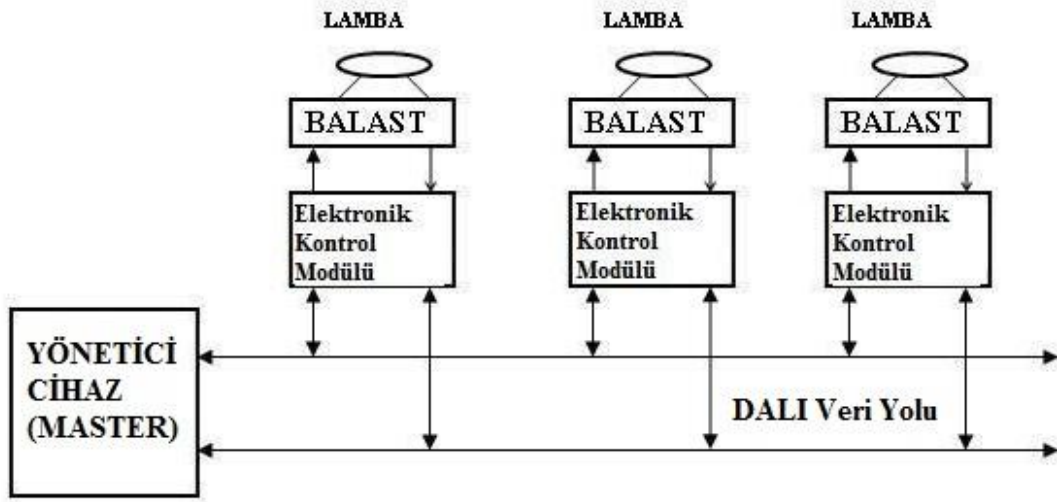 LAMBA
LAMBA
LAMBA
BALAST
BALAST
BALAST
Elektronik
Kontrol
Modülü
Elektronik
Kontrol
Modülü
Elektronik
Kontrol
Modülü
YÖNETİCİ
CİHAZ
(MASTER)
DALI Veri Yolu